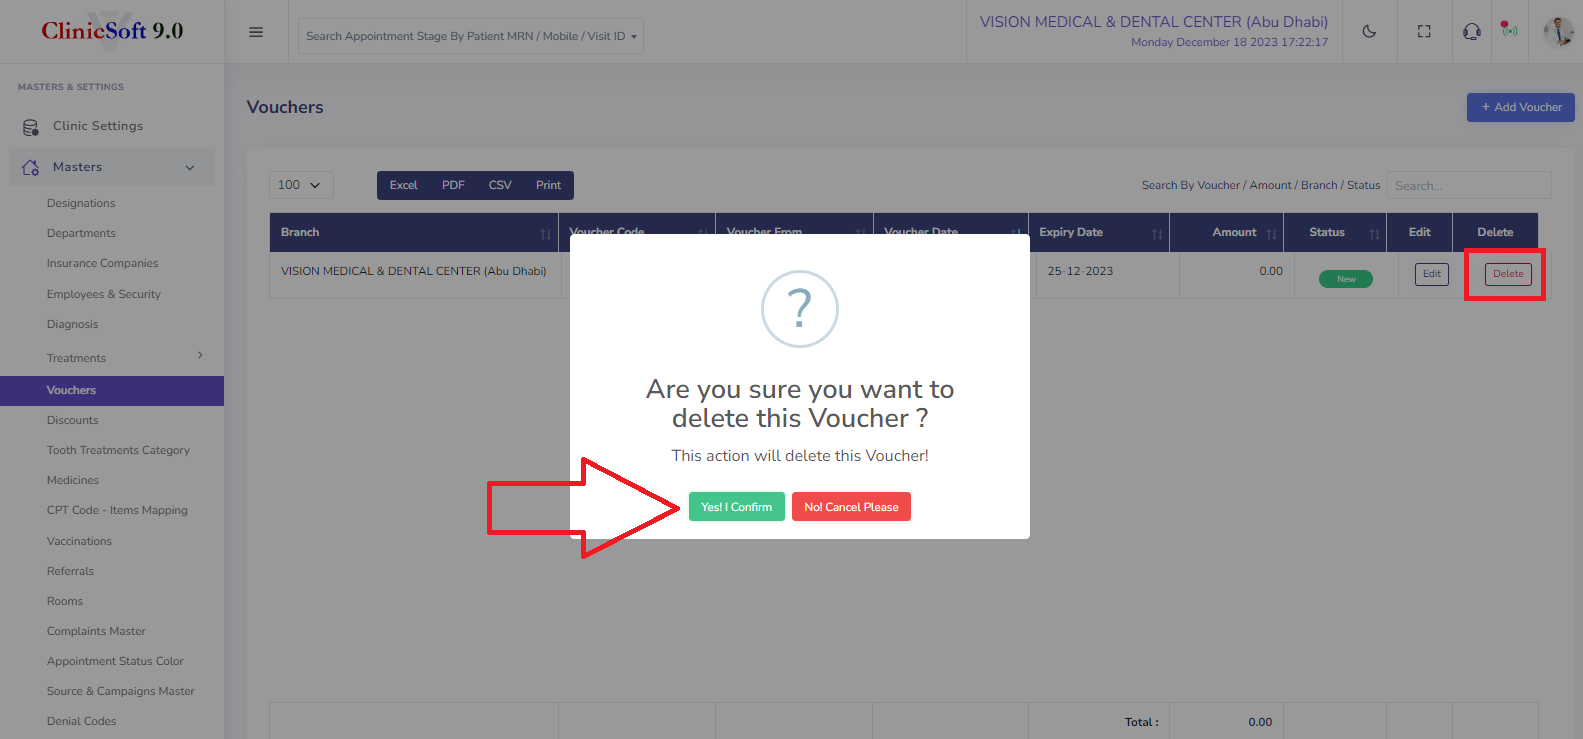 ClinicSoft 9.0
Search Appointment Stage By Patient MRN / Mobile / Visit ID
VISION MEDICAL & DENTAL CENTER (Abu Dhabi)
Monday December 18 2023 17:22:17
MASTERS & SETTINGS
Clinic Settings
Masters
Designations
Departments
Insurance Companies
Employees & Security
Diagnosis
Treatments
Vouchers
Discounts
Tooth Treatments Category
Medicines
CPT Code - Items Mapping
Vaccinations
Referrals
Rooms
Complaints Master
Appointment Status Color
Source & Campaigns Master
Denial Codes
Vouchers
+ Add Voucher
100
Excel PDF CSV Print
Search By Voucher / Amount / Branch / Status
Search...
Branch Voucher Code Voucher From Voucher Date Expiry Date Amount Status Edit Delete
VISION MEDICAL & DENTAL CENTER (Abu Dhabi) 25-12-2023 0.00 New Edit Delete
?
Are you sure you want to
delete this Voucher ?
This action will delete this Voucher!
Yes! I Confirm No! Cancel Please
Total : 0.00